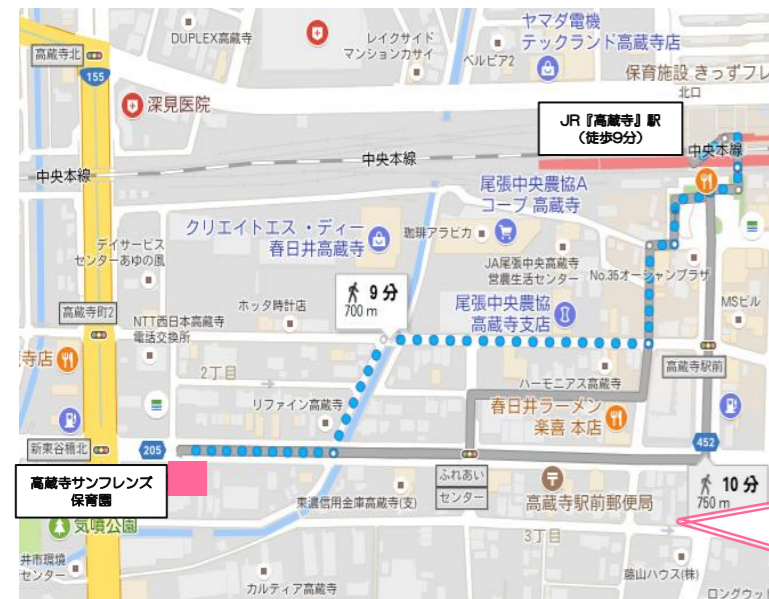 ヤマダ電機
テックランド高蔵寺店
DUPLEX高蔵寺
レイクサイド
マンションカサイ
ベルビア2
高蔵寺北
155
保育施設 きっずフレ
北口
深見医院
JR『高蔵寺』駅
(徒歩9分)
中央本線
中央本線
中央本線
尾張中央農協A
コープ 高蔵寺
クリエイトエス・ディー
春日井高蔵寺
珈琲アラビカ
デイサービス
センターあゆの風
JA尾張中央高蔵寺
営農生活センター
No.35オーシャンプラザ
9 分
700 m
高蔵寺町2
ホッタ時計店
尾張中央農協
高蔵寺支店
MSビル
NTT西日本高蔵寺
電話交換所
寺店
2丁目
高蔵寺駅前
ハーモニアス高蔵寺
リファイン高蔵寺
春日井ラーメン
楽喜 本店
新東谷橋北
205
452
高蔵寺サンフレンズ
保育園
ふれあい
センター
東濃信用金庫高蔵寺(支)
高蔵寺駅前郵便局
10 分
750 m
気噴公園
3丁目
井市環境
センター
カルティア高蔵寺
藤山ハウス(株)
ロングウッ